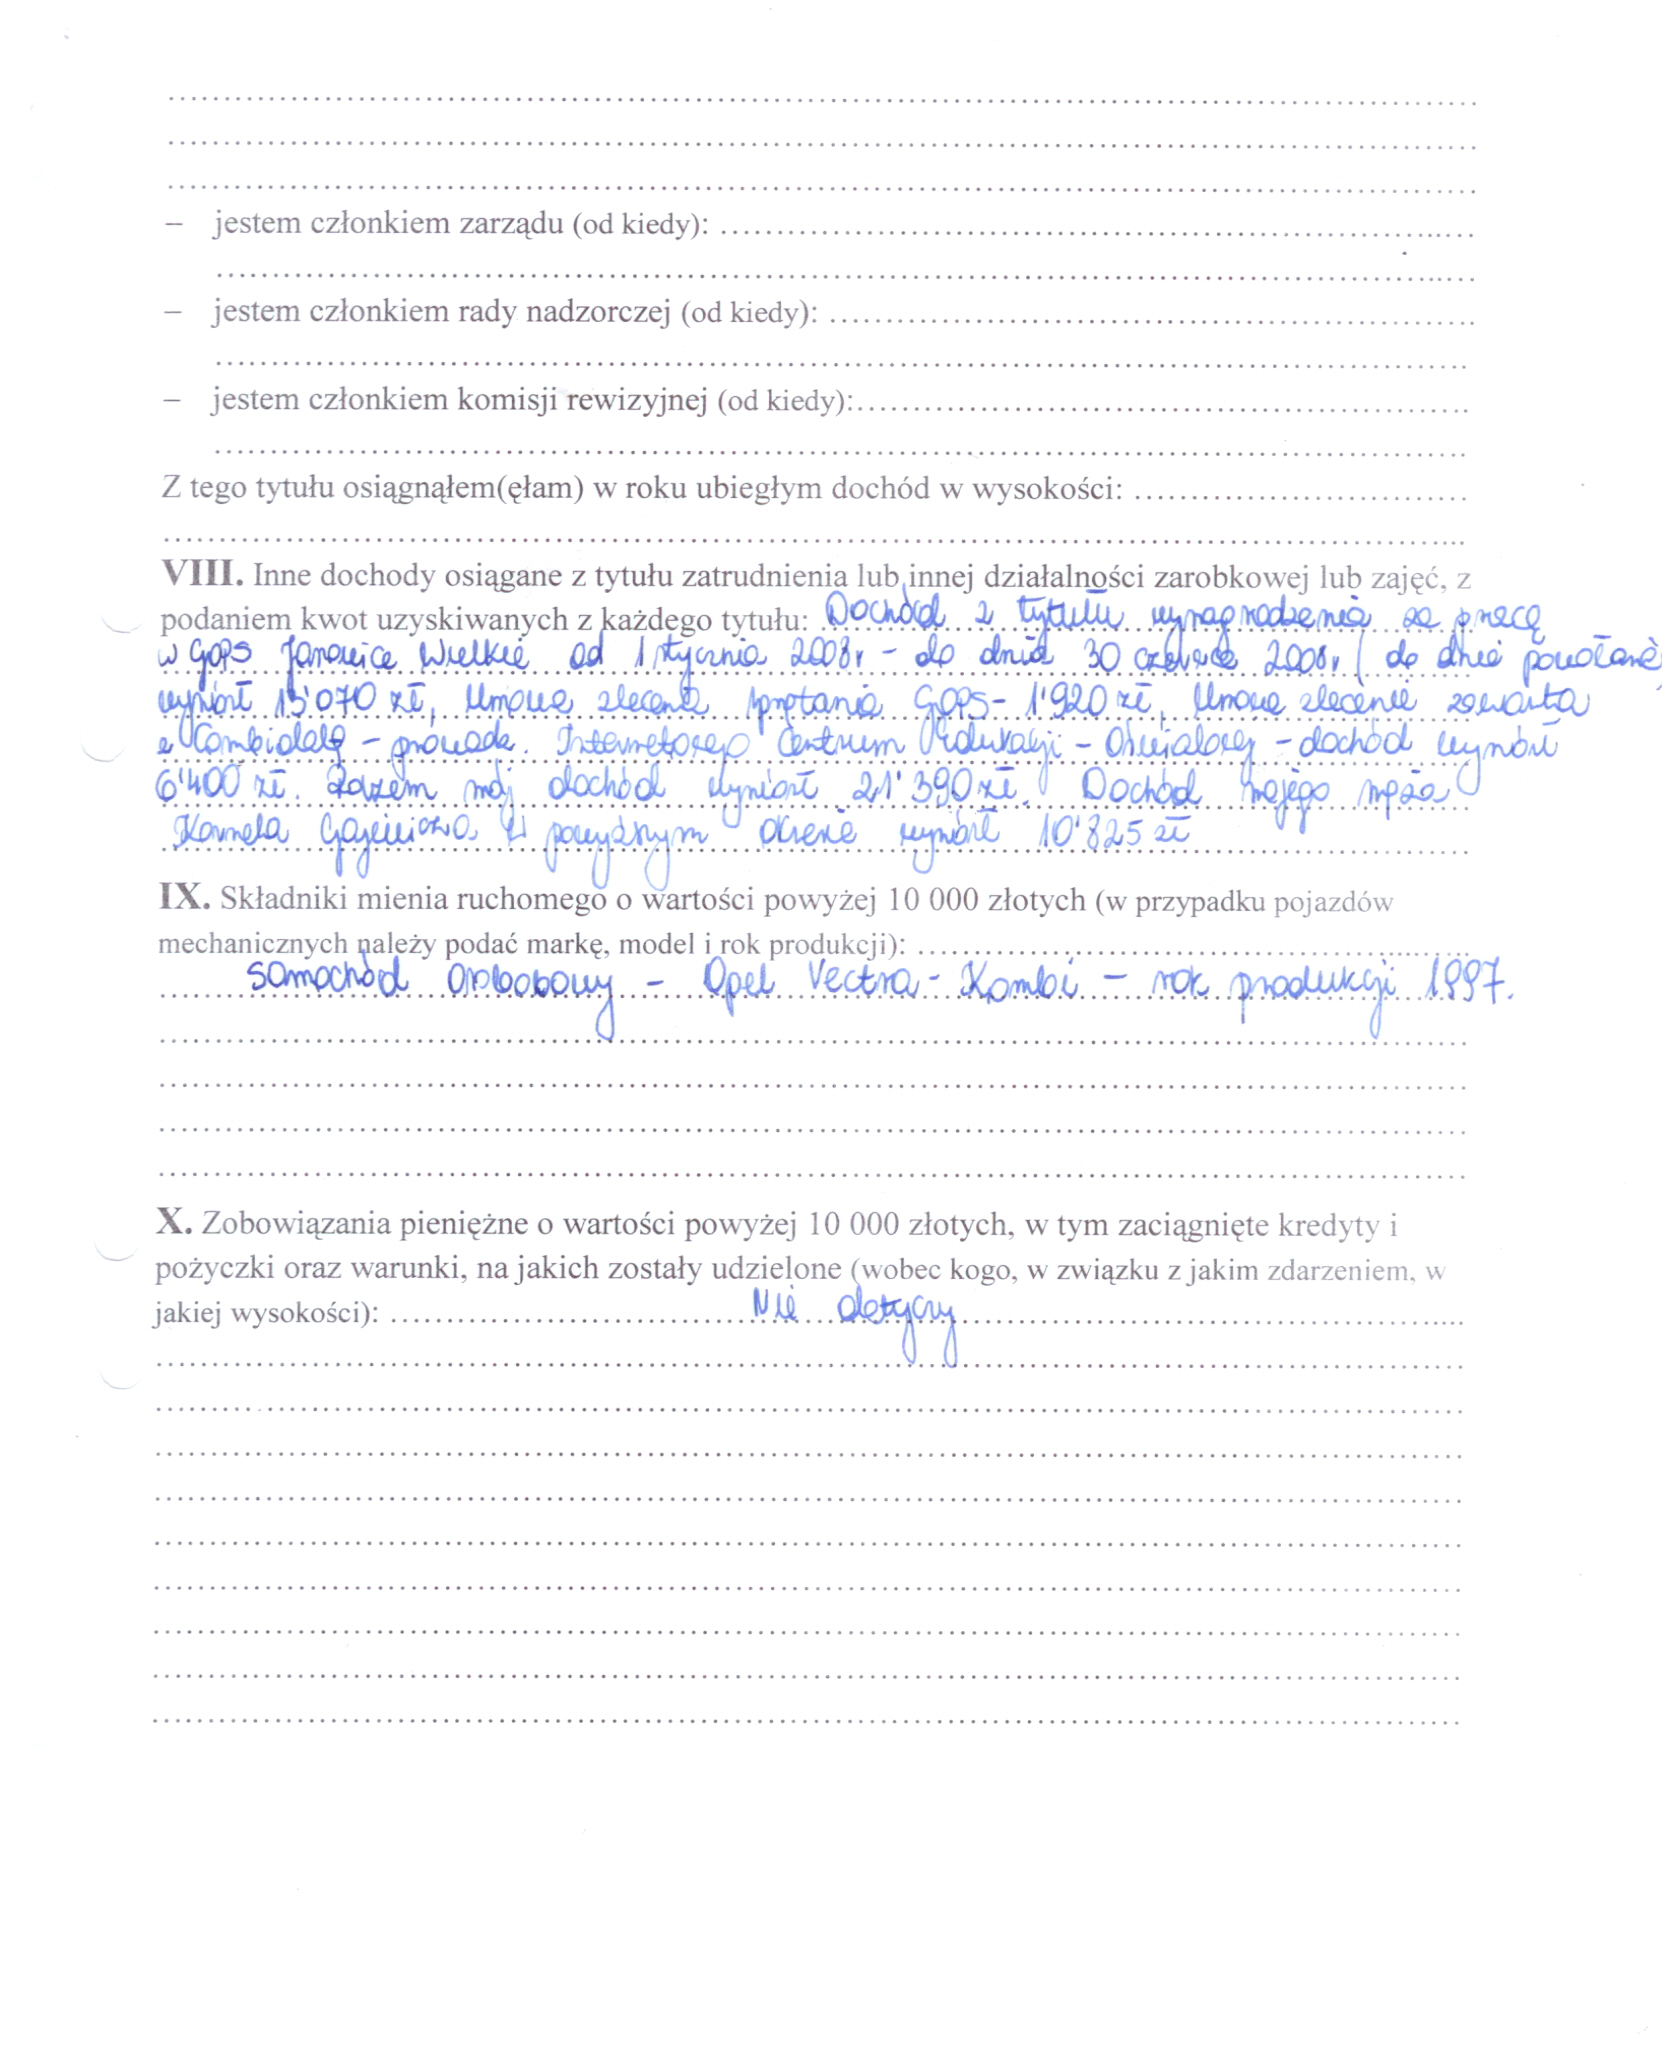 – jestem członkiem zarządu (od kiedy):
– jestem członkiem rady nadzorczej (od kiedy):
– jestem członkiem komisji rewizyjnej (od kiedy):
Z tego tytułu osiągnąłem(ęłam) w roku ubiegłym dochód w wysokości:
VIII. Inne dochody osiągane z tytułu zatrudnienia lub innej działalności zarobkowej lub zajęć, z
podaniem kwot uzyskiwanych z każdego tytułu: Dochód z tytułu wynagrodzenia za pracę
w GOPS Janowice Wielkie od 1 stycznia 2008r - do dnia 30 czerwca 2008r ( do dnia powołania
wyniósł 13'070 zł, Umowa zlecenie sprzątania GOPS - 1'920 zł, Umowa zlecenie zawarta
z Combidatą - prowadz. Internetowego Centrum Edukacji - Oświatowej - dochód wyniósł
6'400 zł. Razem mój dochód wyniósł 21'390 zł. Dochód mojego męża
Kornela w powyższym okresie wyniósł 10'825 zł
IX. Składniki mienia ruchomego o wartości powyżej 10 000 złotych (w przypadku pojazdów
mechanicznych należy podać markę, model i rok produkcji):
samochód osobowy - Opel Vectra - Kombi - rok produkcji 1997.
X. Zobowiązania pieniężne o wartości powyżej 10 000 złotych, w tym zaciągnięte kredyty i
pożyczki oraz warunki, na jakich zostały udzielone (wobec kogo, w związku z jakim zdarzeniem, w
jakiej wysokości): Nie dotyczy